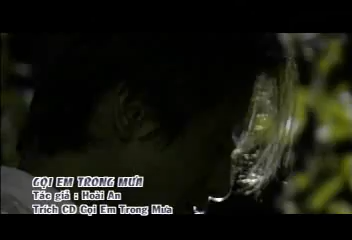 GỌI EM TRONG MƯA
Tác giả : Hoài An
Trích CD Gọi Em Trong Mưa